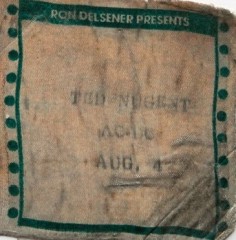 RON DELSENER PRESENTS
TED NUGENT
AC-DC
AUG, 4